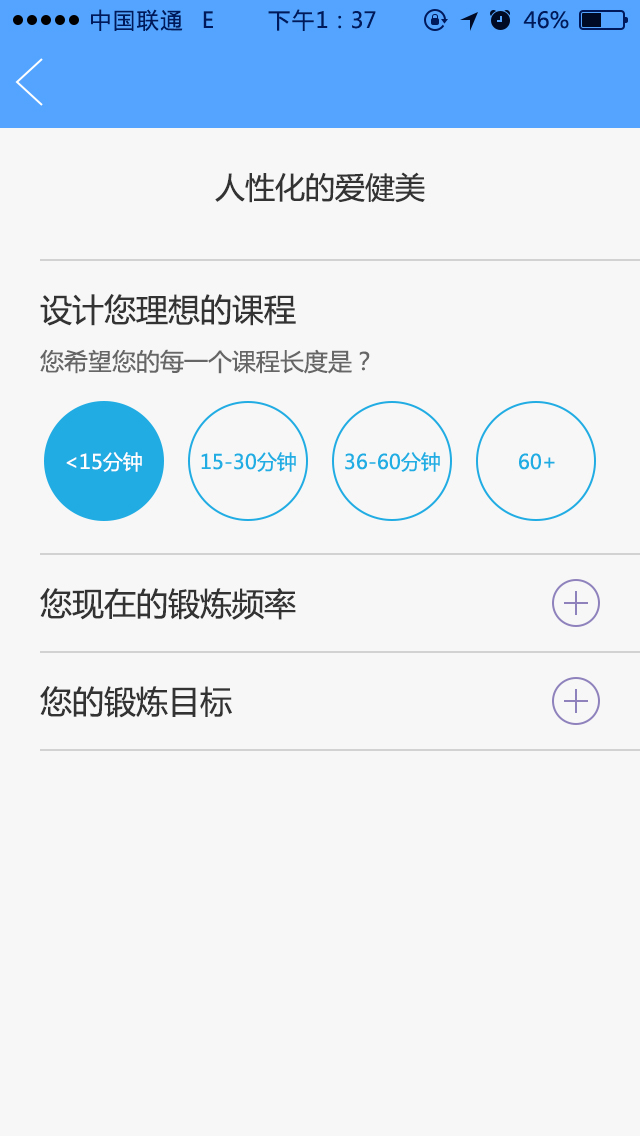 中国联通 E 下午1：37 46%
人性化的爱健美
设计您理想的课程
您希望您的每一个课程长度是？
<15分钟 15-30分钟 36-60分钟 60+
您现在的锻炼频率
您的锻炼目标